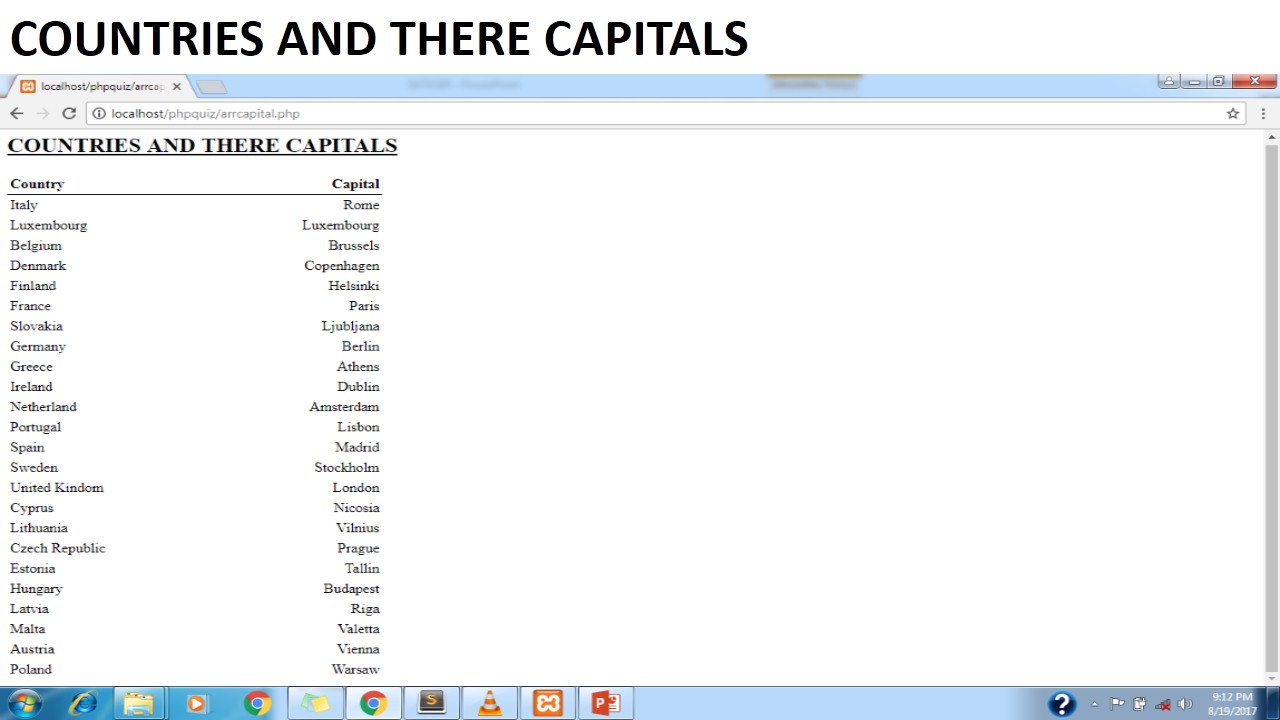 COUNTRIES AND THERE CAPITALS
localhost/phpquiz/arrcap
localhost/phpquiz/arrcapital.php
COUNTRIES AND THERE CAPITALS
Country Capital
Italy Rome
Luxembourg Luxembourg
Belgium Brussels
Denmark Copenhagen
Finland Helsinki
France Paris
Slovakia Ljubljana
Germany Berlin
Greece Athens
Ireland Dublin
Netherland Amsterdam
Portugal Lisbon
Spain Madrid
Sweden Stockholm
United Kindom London
Cyprus Nicosia
Lithuania Vilnius
Czech Republic Prague
Estonia Tallin
Hungary Budapest
Latvia Riga
Malta Valetta
Austria Vienna
Poland Warsaw
9:12 PM
8/19/2017